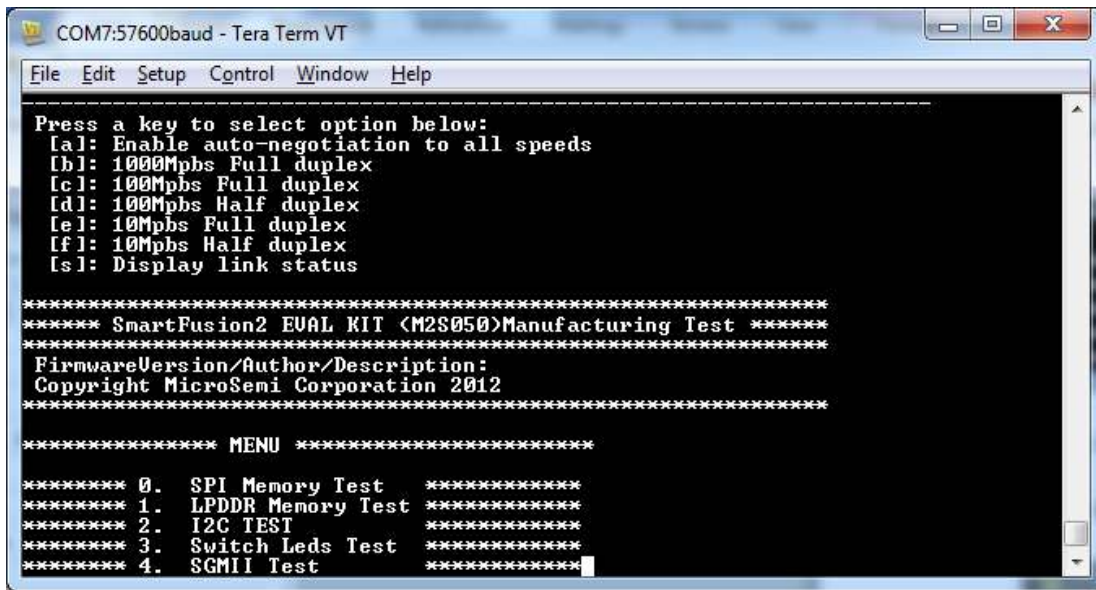 COM7:57600baud - Tera Term VT
File Edit Setup Control Window Help
Press a key to select option below:
[a]: Enable auto-negotiation to all speeds
[b]: 1000Mpbs Full duplex
[c]: 100Mpbs Full duplex
[d]: 100Mpbs Half duplex
[e]: 10Mpbs Full duplex
[f]: 10Mpbs Half duplex
[s]: Display link status
*************************************************************
****** SmartFusion2 EVAL KIT (M2S050)Manufacturing Test ******
*************************************************************
FirmwareVersion/Author/Description:
Copyright MicroSemi Corporation 2012
*************************************************************
*************** MENU ***********************
******** 0. SPI Memory Test ************
******** 1. LPDDR Memory Test ************
******** 2. I2C TEST ************
******** 3. Switch Leds Test ************
******** 4. SGMII Test ************